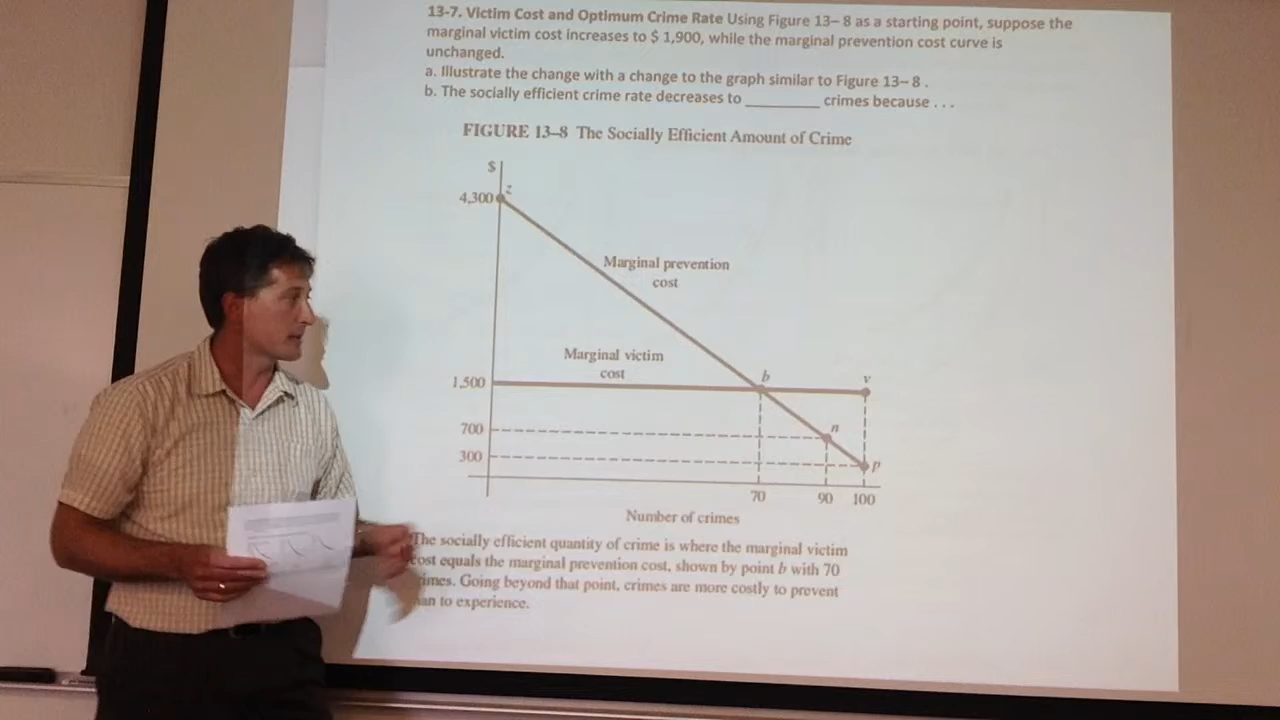 13-7. Victim Cost and Optimum Crime Rate Using Figure 13–8 as a starting point, suppose the
marginal victim cost increases to $ 1,900, while the marginal prevention cost curve is
unchanged.
a. Illustrate the change with a change to the graph similar to Figure 13–8 .
b. The socially efficient crime rate decreases to ________ crimes because . . .
FIGURE 13–8 The Socially Efficient Amount of Crime
$
z
4,300
Marginal prevention
cost
Marginal victim
cost
b
v
1,500
700
n
300
p
70
90
100
Number of crimes
The socially efficient quantity of crime is where the marginal victim
cost equals the marginal prevention cost, shown by point b with 70
crimes. Going beyond that point, crimes are more costly to prevent
than to experience.